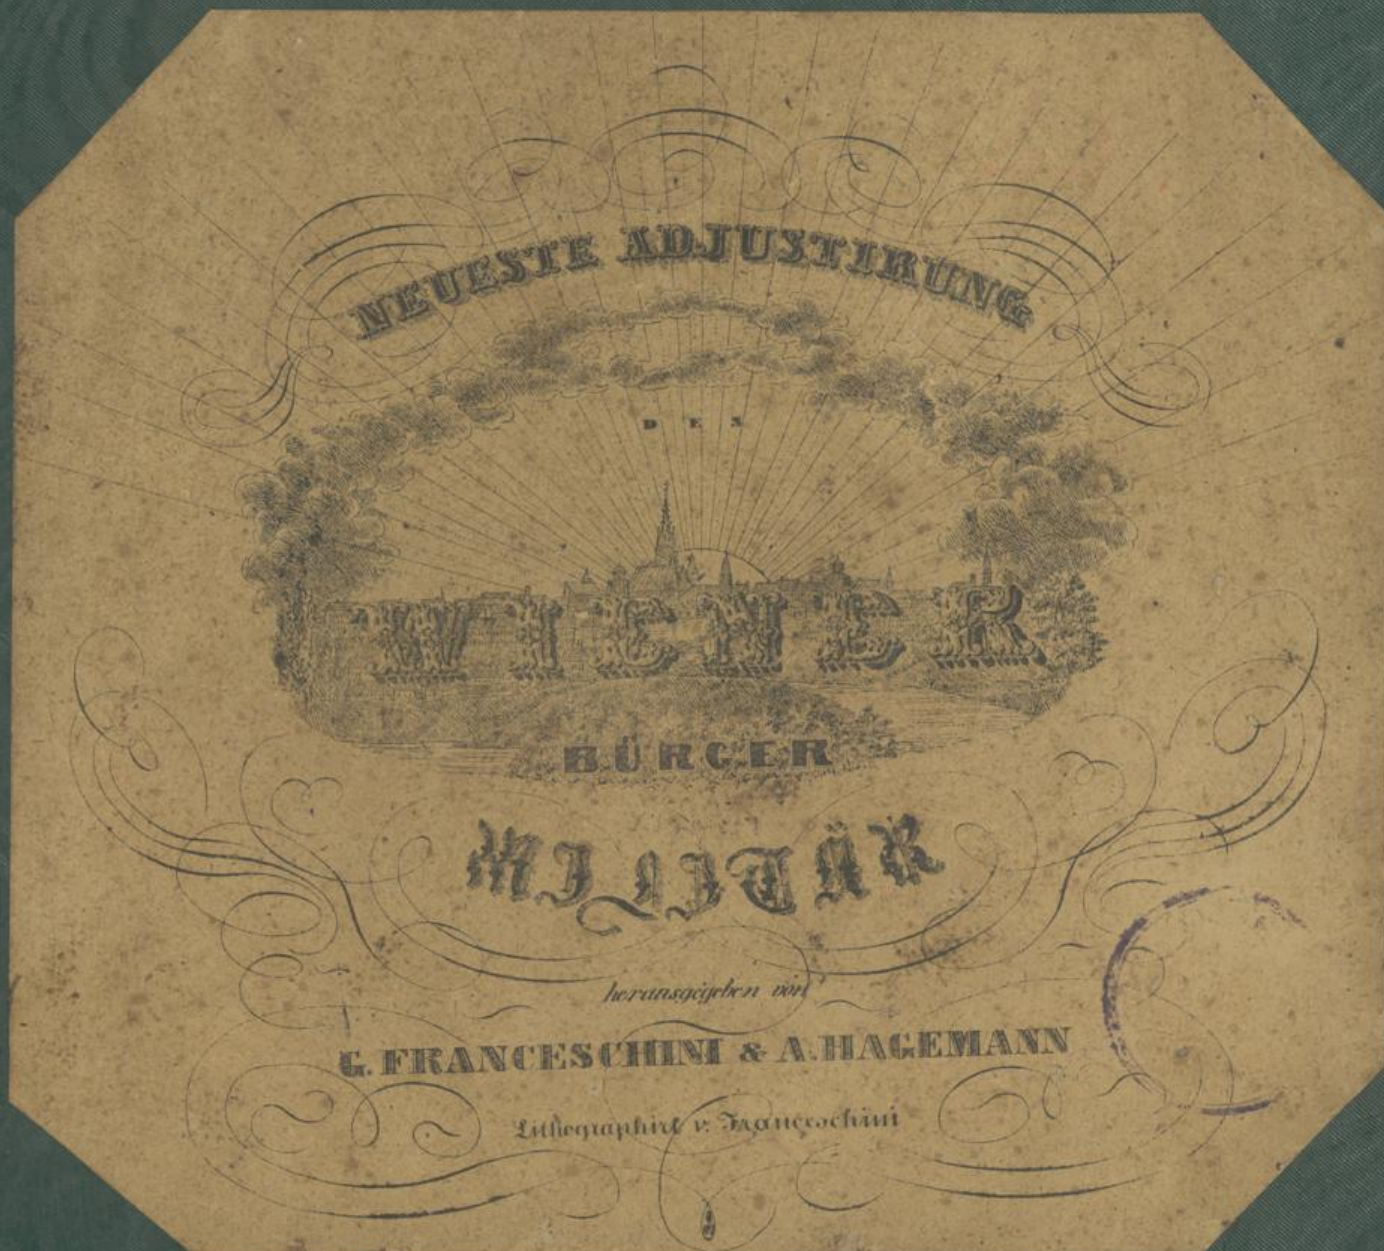 NEUESTE ADJUSTIRUNG
DES
WIENER
BÜRGER
MILITÄR
herausgegeben von
G. FRANCESCHINI & A. HAGEMANN
Lithographirt v. Franceschini